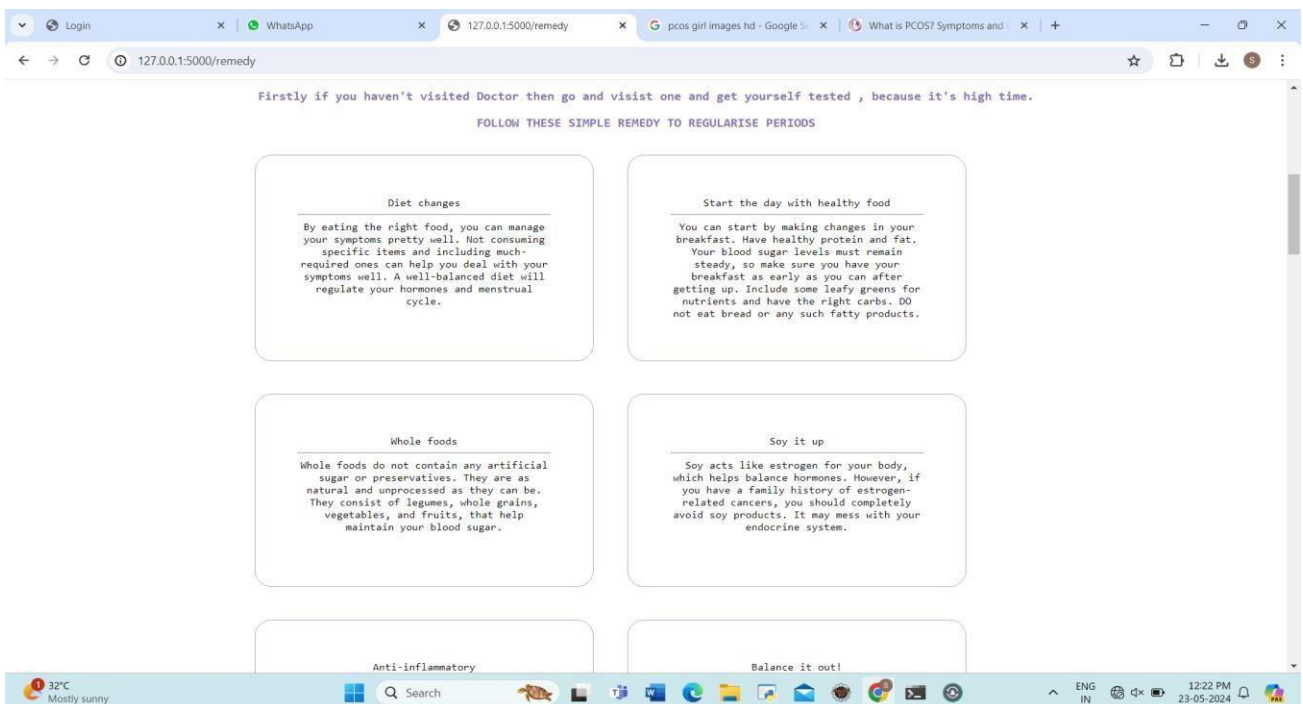 Login
WhatsApp
127.0.0.1:5000/remedy
pcos girl images hd - Google Se
What is PCOS? Symptoms and
127.0.0.1:5000/remedy
S
Firstly if you haven't visited Doctor then go and visist one and get yourself tested , because it's high time.
FOLLOW THESE SIMPLE REMEDY TO REGULARISE PERIODS
Diet changes
By eating the right food, you can manage
your symptoms pretty well. Not consuming
specific items and including much-
required ones can help you deal with your
symptoms well. A well-balanced diet will
regulate your hormones and menstrual
cycle.
Start the day with healthy food
You can start by making changes in your
breakfast. Have healthy protein and fat.
Your blood sugar levels must remain
steady, so make sure you have your
breakfast as early as you can after
getting up. Include some leafy greens for
nutrients and have the right carbs. DO
not eat bread or any such fatty products.
Whole foods
Whole foods do not contain any artificial
sugar or preservatives. They are as
natural and unprocessed as they can be.
They consist of legumes, whole grains,
vegetables, and fruits, that help
maintain your blood sugar.
Soy it up
Soy acts like estrogen for your body,
which helps balance hormones. However, if
you have a family history of estrogen-
related cancers, you should completely
avoid soy products. It may mess with your
endocrine system.
Anti-inflammatory
Balance it out!
1
32°C
Mostly sunny
Search
ENG
IN
12:22 PM
23-05-2024